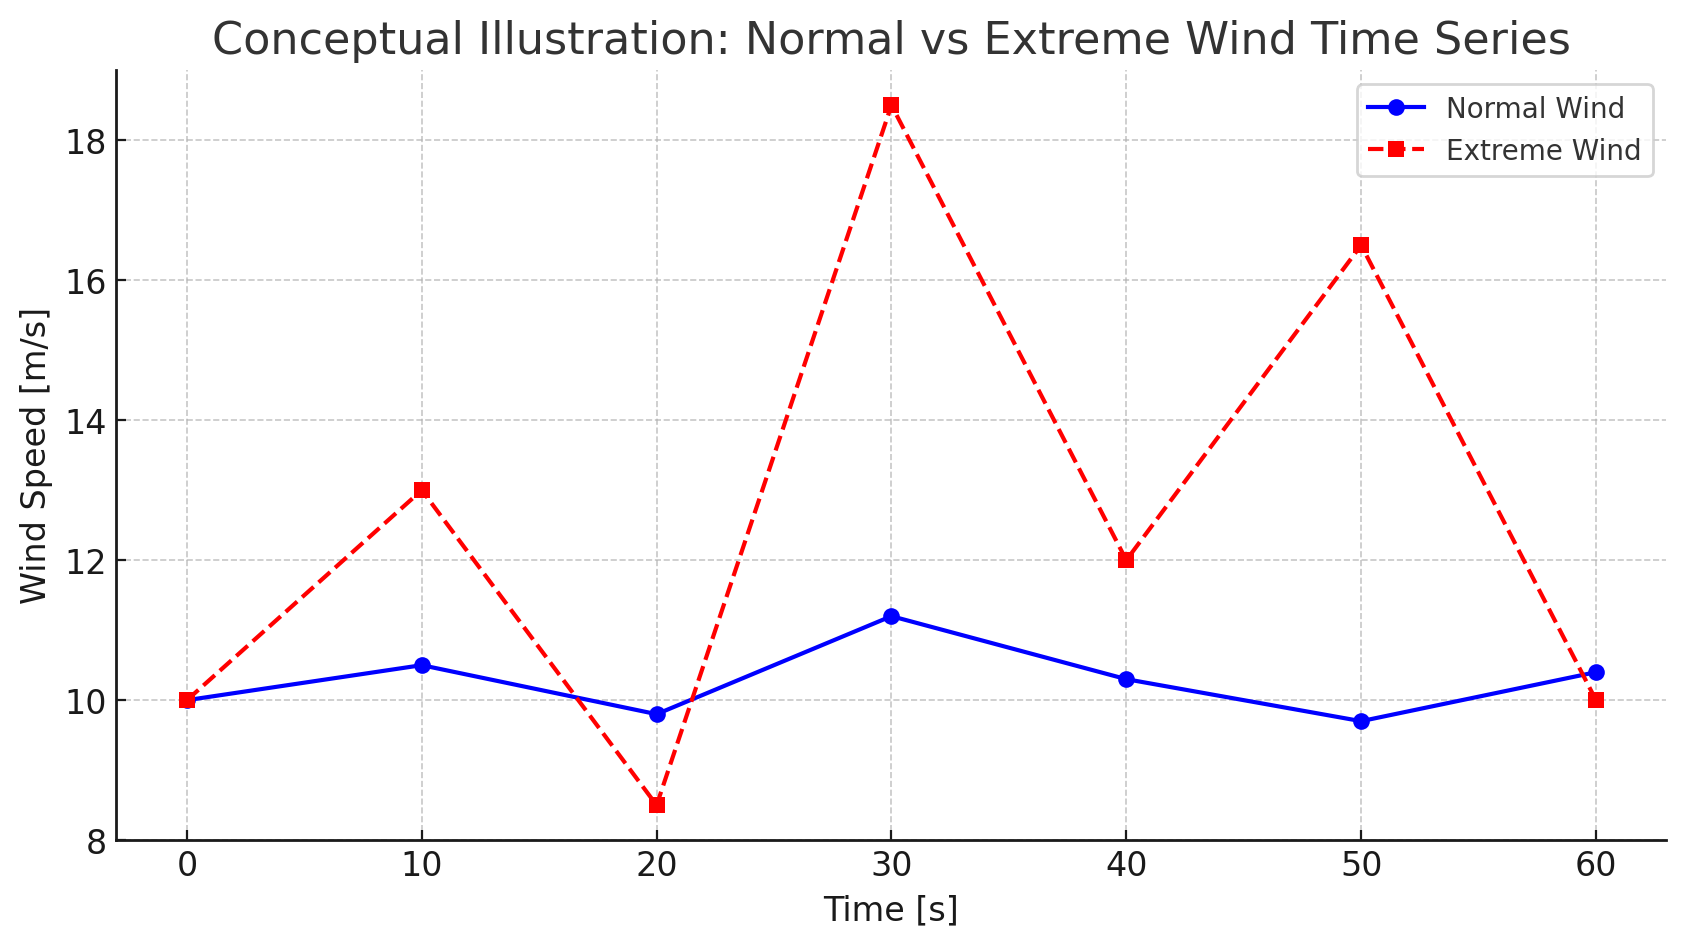 Conceptual Illustration: Normal vs Extreme Wind Time Series
Normal Wind
Extreme Wind
Wind Speed [m/s]
18
16
14
12
10
8
0 10 20 30 40 50 60
Time [s]